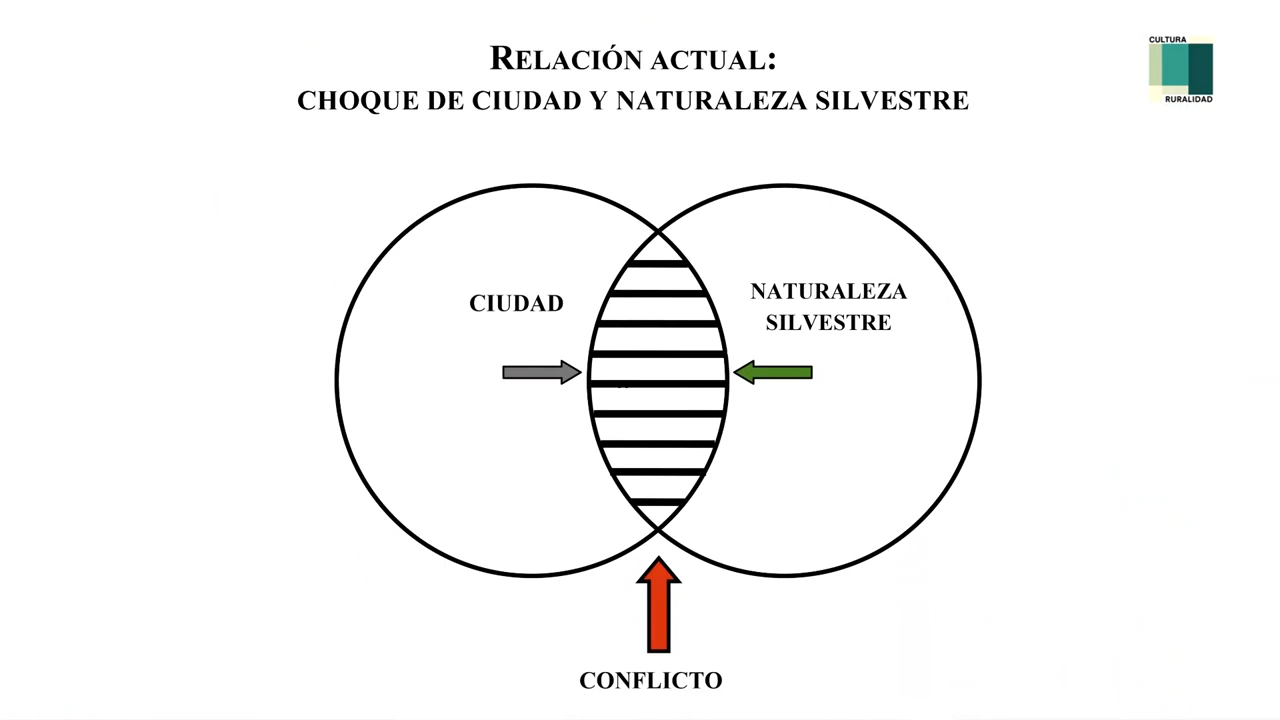 RELACIÓN ACTUAL:
CHOQUE DE CIUDAD Y NATURALEZA SILVESTRE
CULTURA
RURALIDAD
CIUDAD
NATURALEZA
SILVESTRE
CONFLICTO